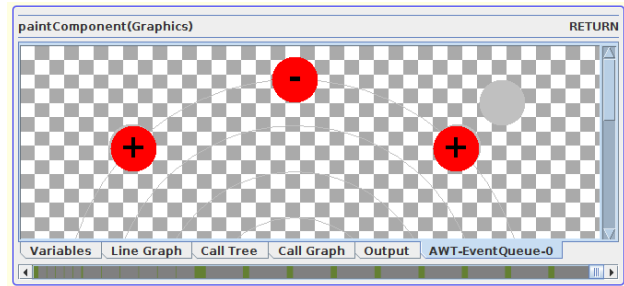 paintComponent(Graphics) RETURN
-
+ +
Variables Line Graph Call Tree Call Graph Output AWT-EventQueue-0